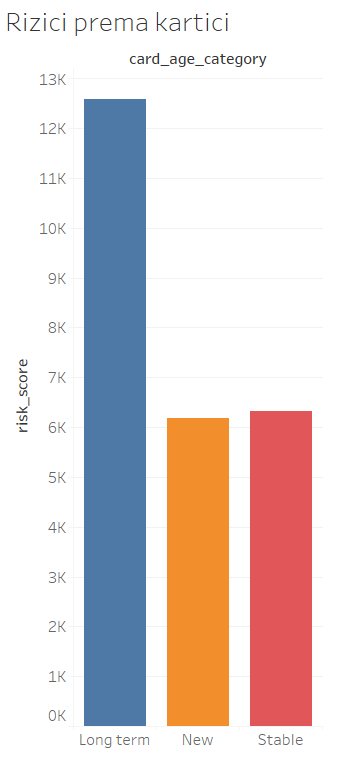 Rizici prema kartici
card_age_category
13K
12K
11K
10K
9K
8K
7K
6K
5K
4K
3K
2K
1K
0K
risk_score
Long term
New
Stable